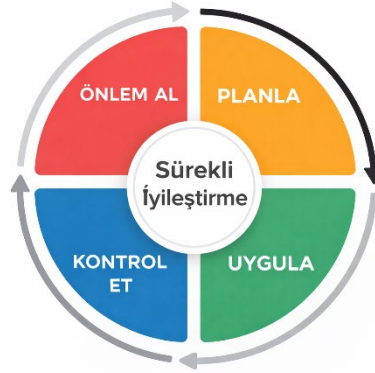 ÖNLEM AL
PLANLA
Sürekli
İyileştirme
KONTROL
ET
UYGULA